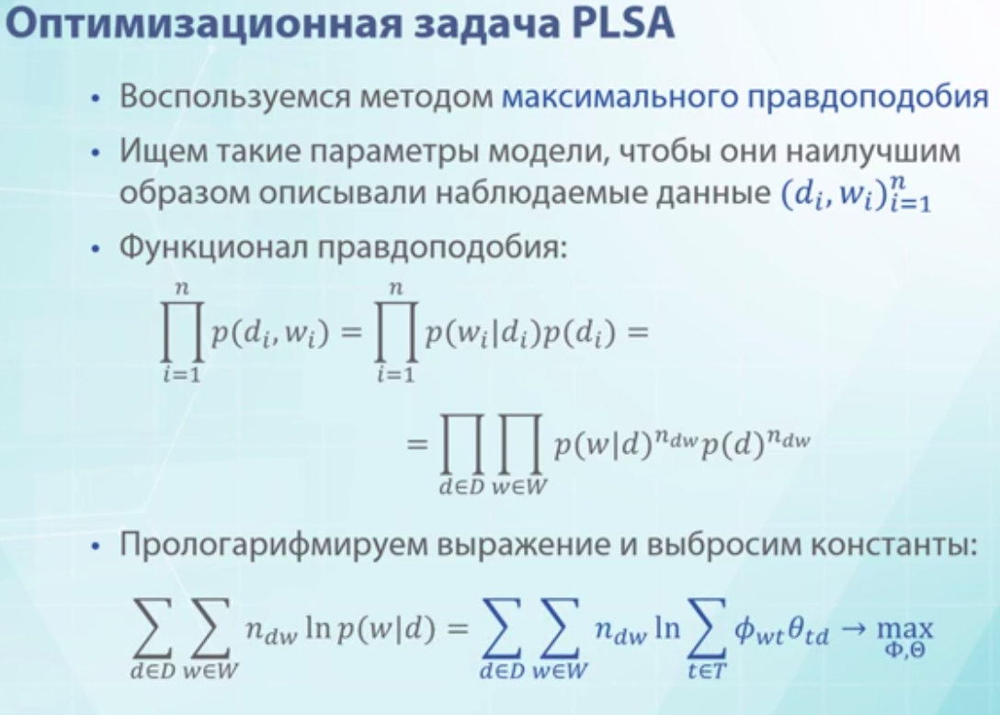 Оптимизационная задача PLSA
• Воспользуемся методом максимального правдоподобия
• Ищем такие параметры модели, чтобы они наилучшим
образом описывали наблюдаемые данные $(d_i, w_i)_{i=1}^{n}$
• Функционал правдоподобия:
$\prod_{i=1}^{n} p(d_i, w_i) = \prod_{i=1}^{n} p(w_i|d_i)p(d_i) =$
$= \prod_{d \in D} \prod_{w \in W} p(w|d)^{n_{dw}} p(d)^{n_{dw}}$
• Прологарифмируем выражение и выбросим константы:
$\sum_{d \in D} \sum_{w \in W} n_{dw} \ln p(w|d) = \sum_{d \in D} \sum_{w \in W} n_{dw} \ln \sum_{t \in T} \phi_{wt} \theta_{td} \to \max_{\Phi,\Theta}$